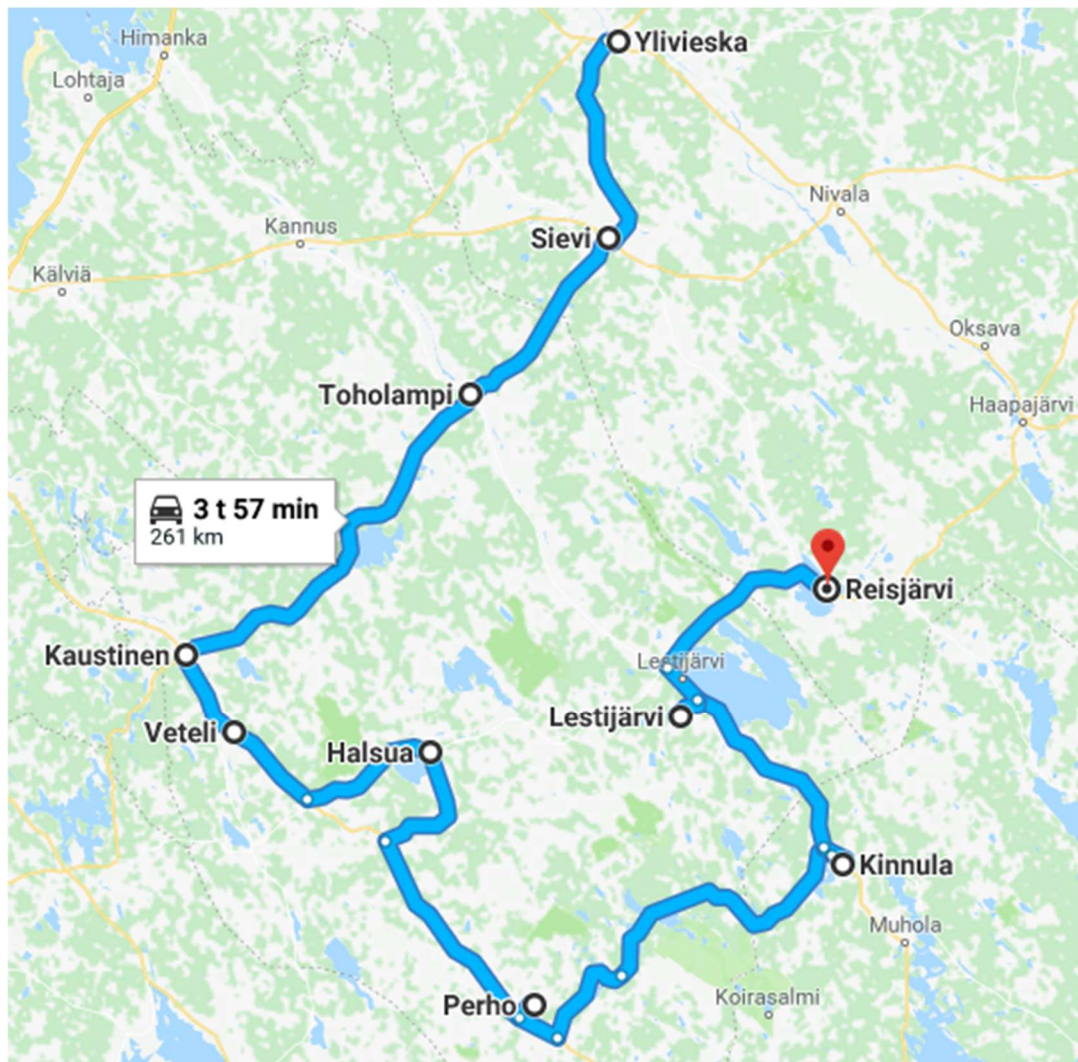 Himanka
Ylivieska
Lohtaja
Nivala
Kannus
Sievi
Kälviä
Oksava
Toholampi
Haapajärvi
3 t 57 min
261 km
Reisjärvi
Kaustinen
Lestijärvi
Lestijärvi
Veteli
Halsua
Kinnula
Muhola
Koirasalmi
Perho